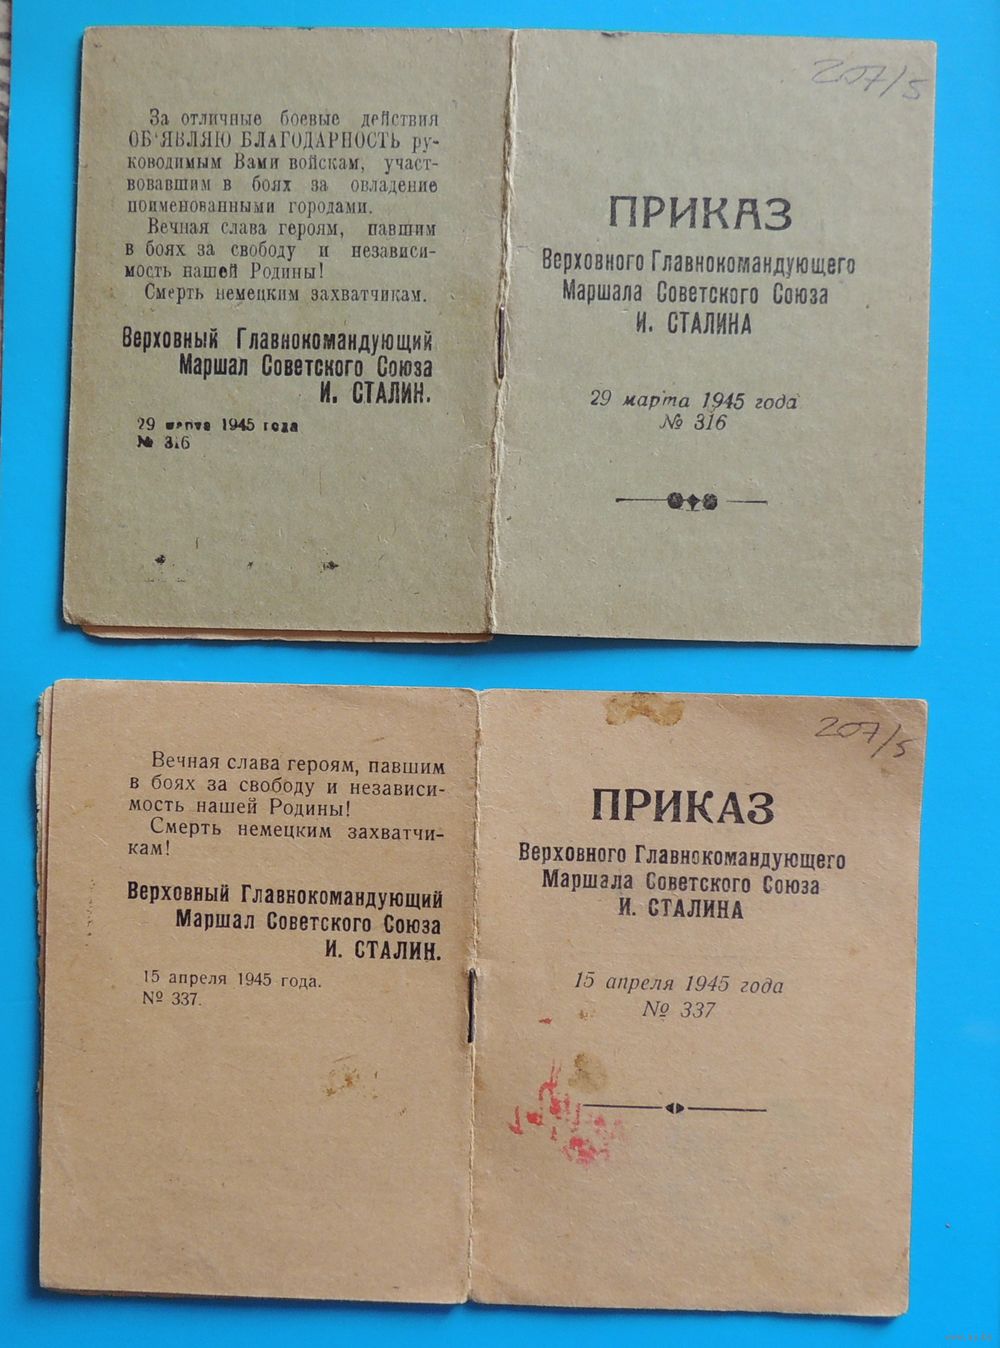 За отличные боевые действия
ОБ'ЯВЛЯЮ БЛАГОДАРНОСТЬ ру-
ководимым Вами войскам, участ-
вовавшим в боях за овладение
поименованными городами.
Вечная слава героям, павшим
в боях за свободу и независи-
мость нашей Родины!
Смерть немецким захватчикам.
Верховный Главнокомандующий
Маршал Советского Союза
И. СТАЛИН.
29 марта 1945 года
№ 316
207/5
ПРИКАЗ
Верховного Главнокомандующего
Маршала Советского Союза
И. СТАЛИНА
29 марта 1945 года
№ 316
Вечная слава героям, павшим
в боях за свободу и независи-
мость нашей Родины!
Смерть немецким захватчи-
кам!
Верховный Главнокомандующий
Маршал Советского Союза
И. СТАЛИН.
15 апреля 1945 года.
№ 337.
207/5
ПРИКАЗ
Верховного Главнокомандующего
Маршала Советского Союза
И. СТАЛИНА
15 апреля 1945 года
№ 337